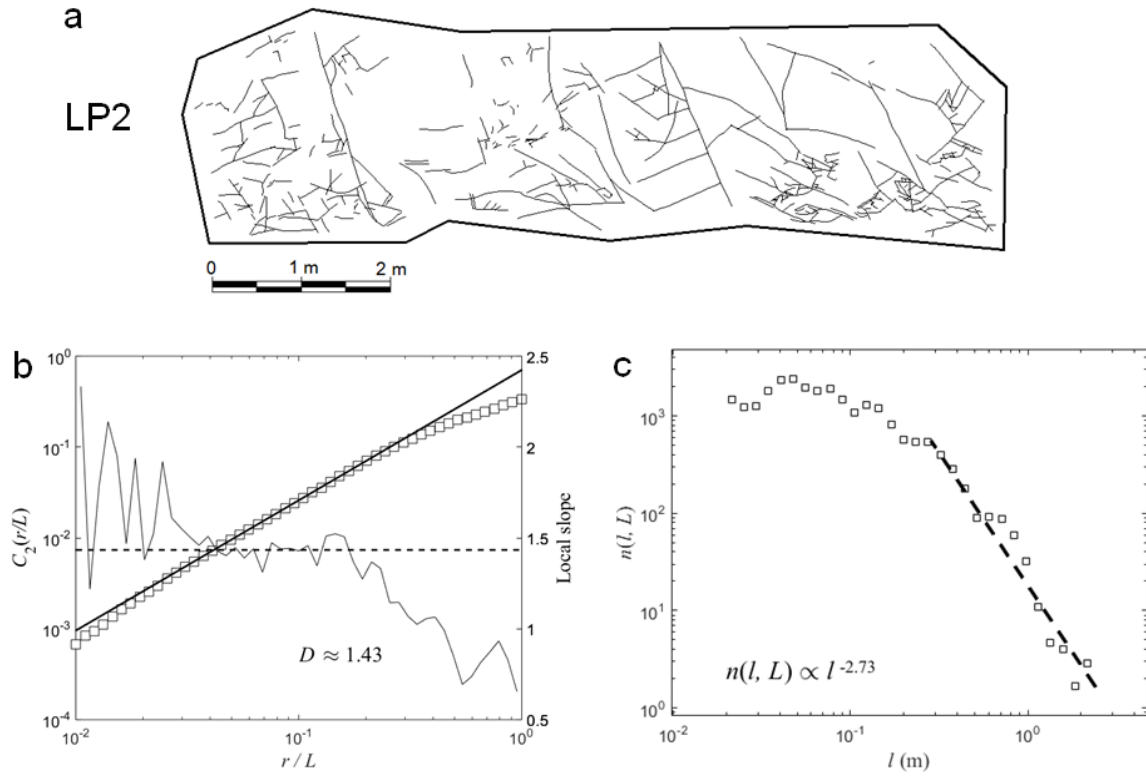 a
LP2
0 1 m 2 m
b
10^0
10^-1
10^-2
10^-3
10^-4
C_2(r/L)
2.5
2
1.5
1
0.5
Local slope
D ≈ 1.43
10^-2 10^-1 10^0
r / L
c
10^3
10^2
10^1
10^0
n(l, L)
n(l, L) ∝ l^-2.73
10^-2 10^-1 10^0
l (m)